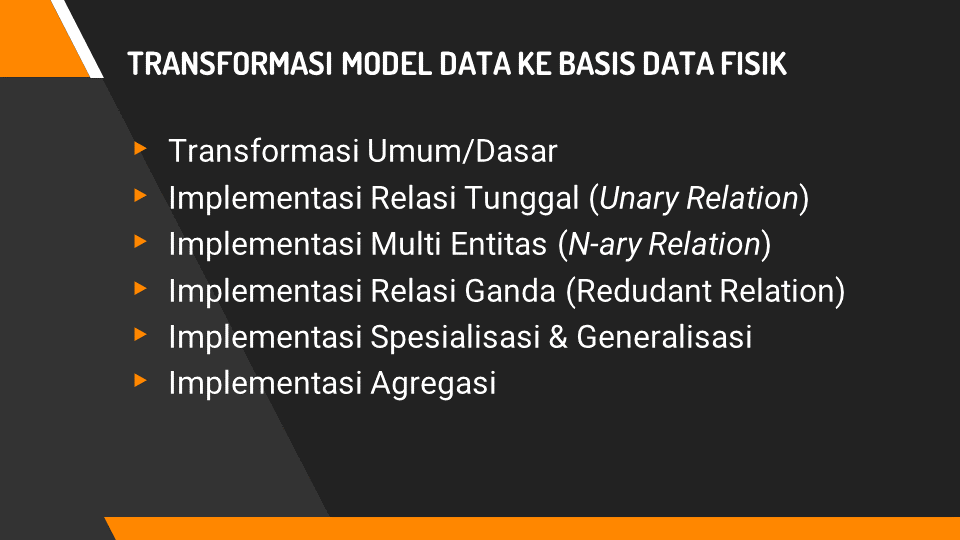 TRANSFORMASI MODEL DATA KE BASIS DATA FISIK
Transformasi Umum/Dasar
Implementasi Relasi Tunggal (Unary Relation)
Implementasi Multi Entitas (N-ary Relation)
Implementasi Relasi Ganda (Redudant Relation)
Implementasi Spesialisasi & Generalisasi
Implementasi Agregasi